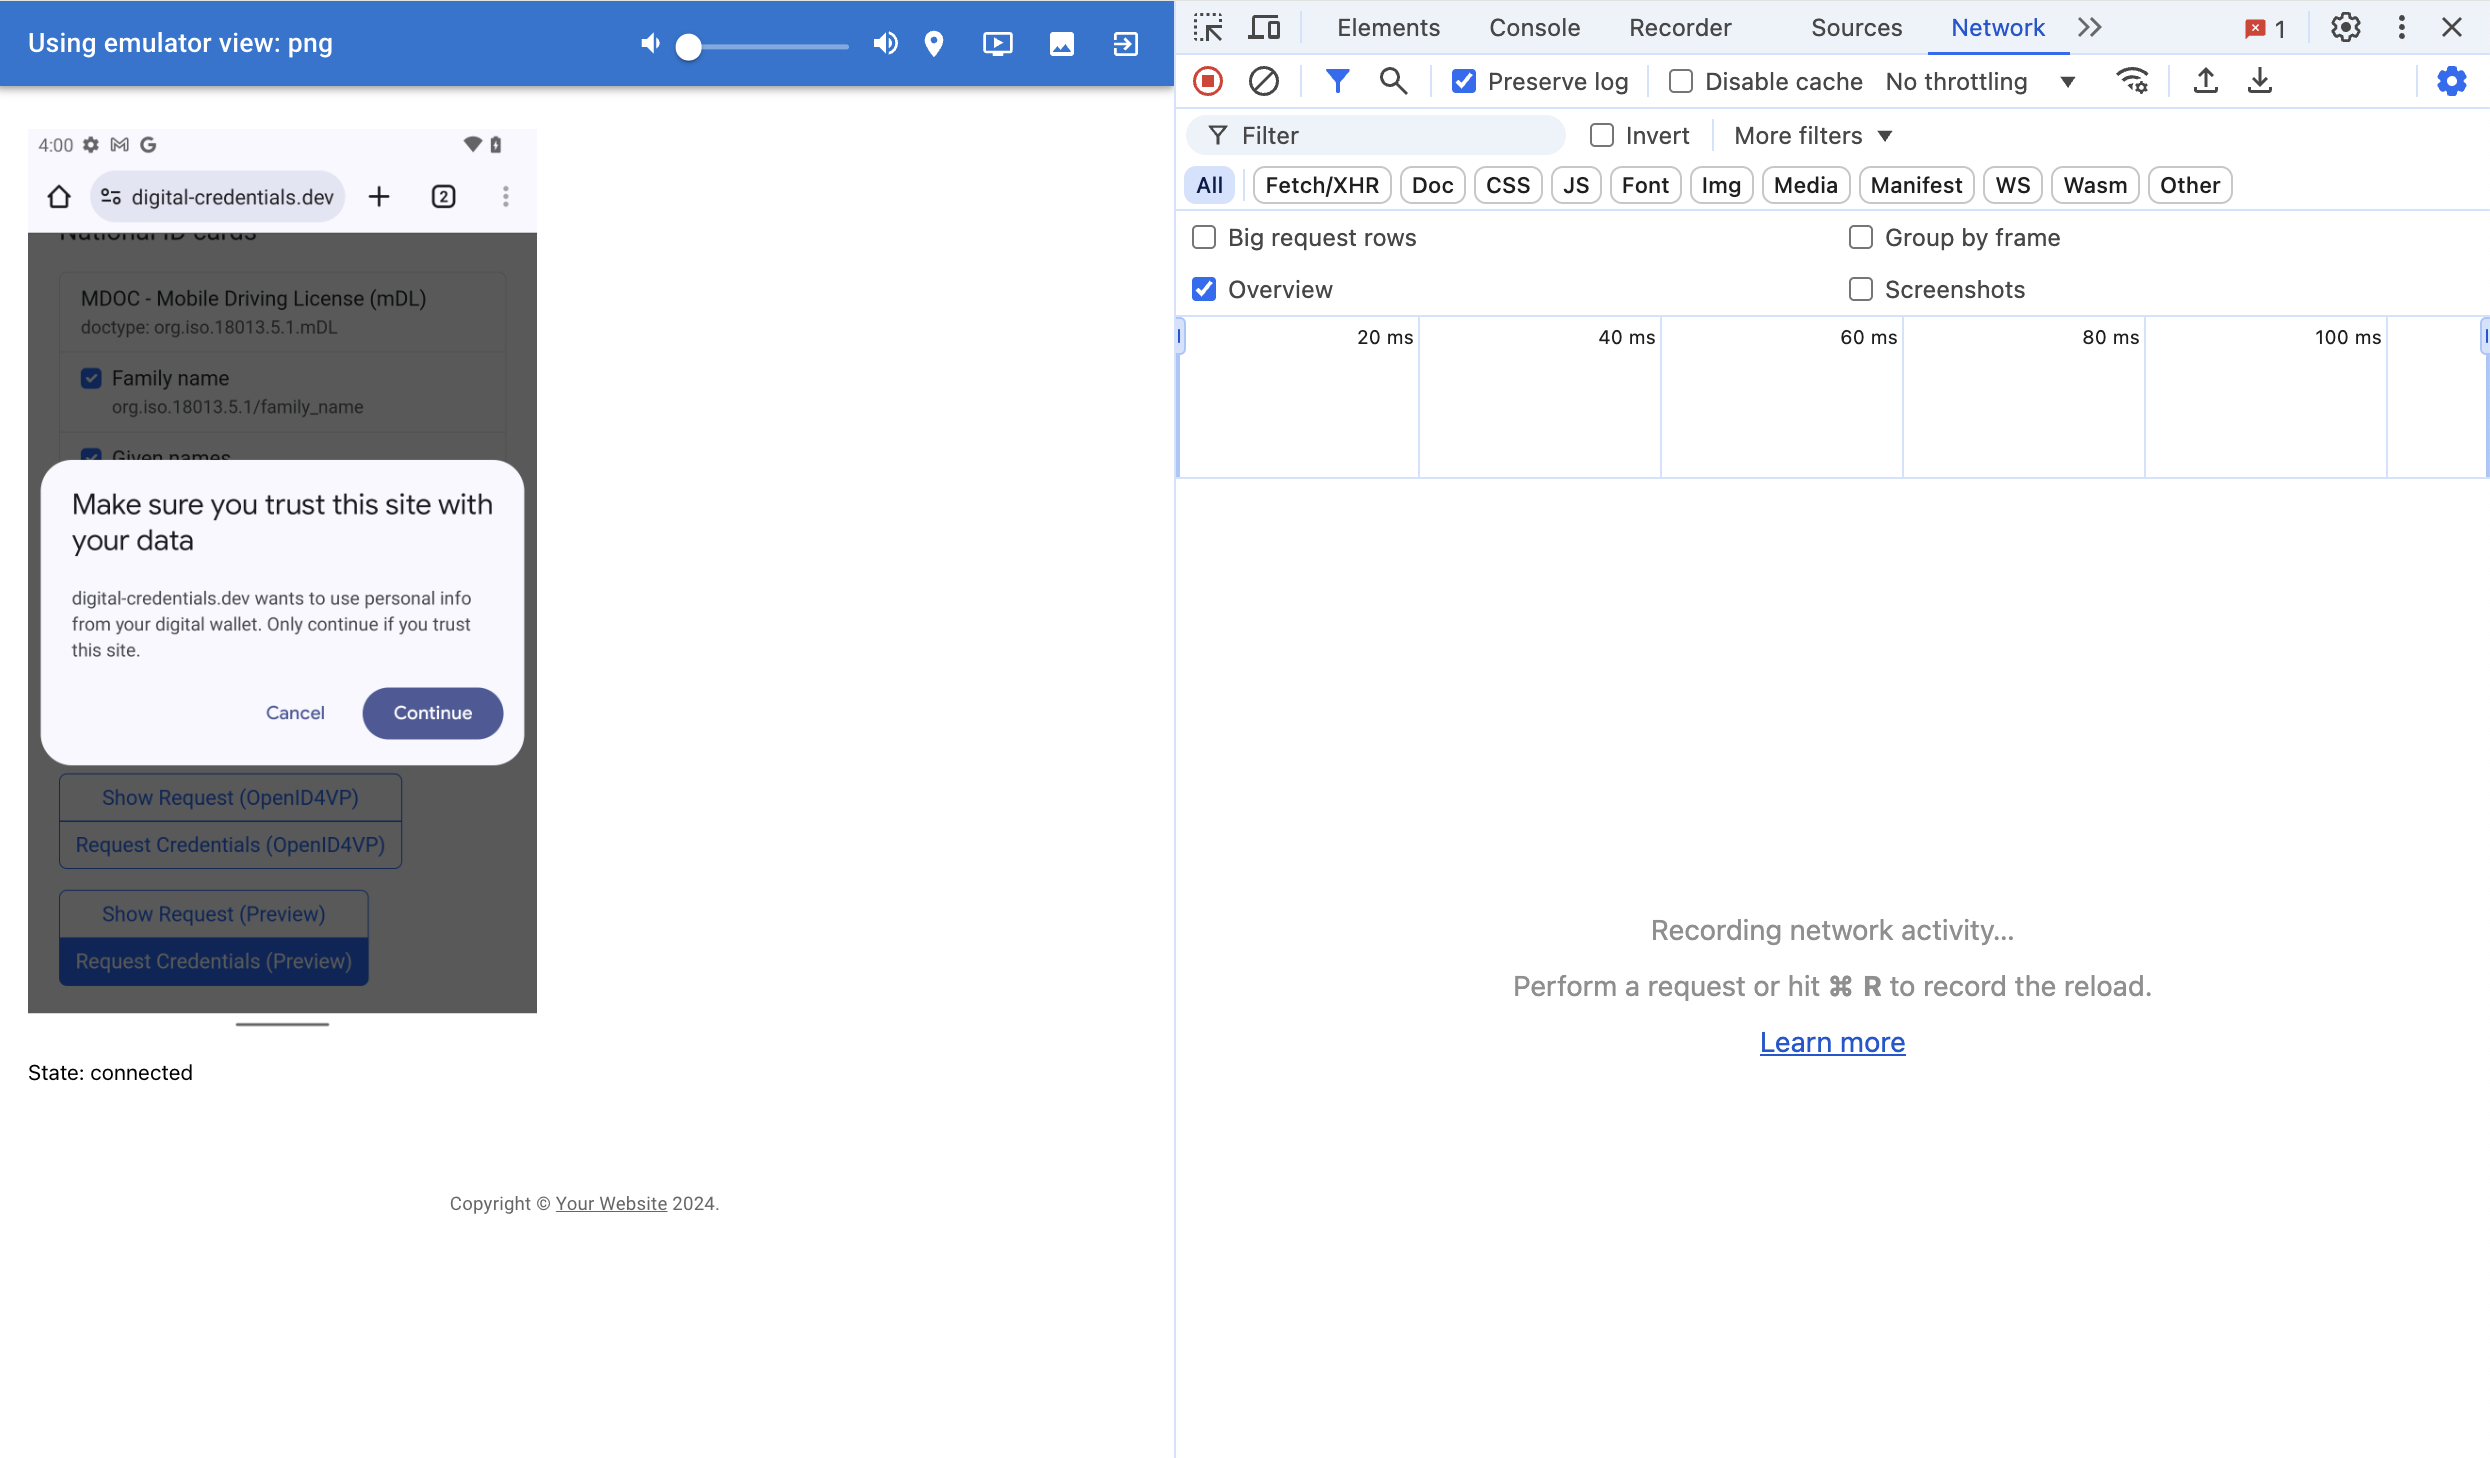 Using emulator view: png
4:00
digital-credentials.dev
2
National ID cards
MDOC - Mobile Driving License (mDL)
doctype: org.iso.18013.5.1.mDL
Family name
org.iso.18013.5.1/family_name
Given names
Make sure you trust this site with
your data
digital-credentials.dev wants to use personal info
from your digital wallet. Only continue if you trust
this site.
Cancel Continue
Show Request (OpenID4VP)
Request Credentials (OpenID4VP)
Show Request (Preview)
Request Credentials (Preview)
State: connected
Copyright © Your Website 2024.
Elements Console Recorder Sources Network 1
Preserve log Disable cache No throttling
Filter Invert More filters
All Fetch/XHR Doc CSS JS Font Img Media Manifest WS Wasm Other
Big request rows Group by frame
Overview Screenshots
20 ms 40 ms 60 ms 80 ms 100 ms
Recording network activity...
Perform a request or hit ⌘ R to record the reload.
Learn more